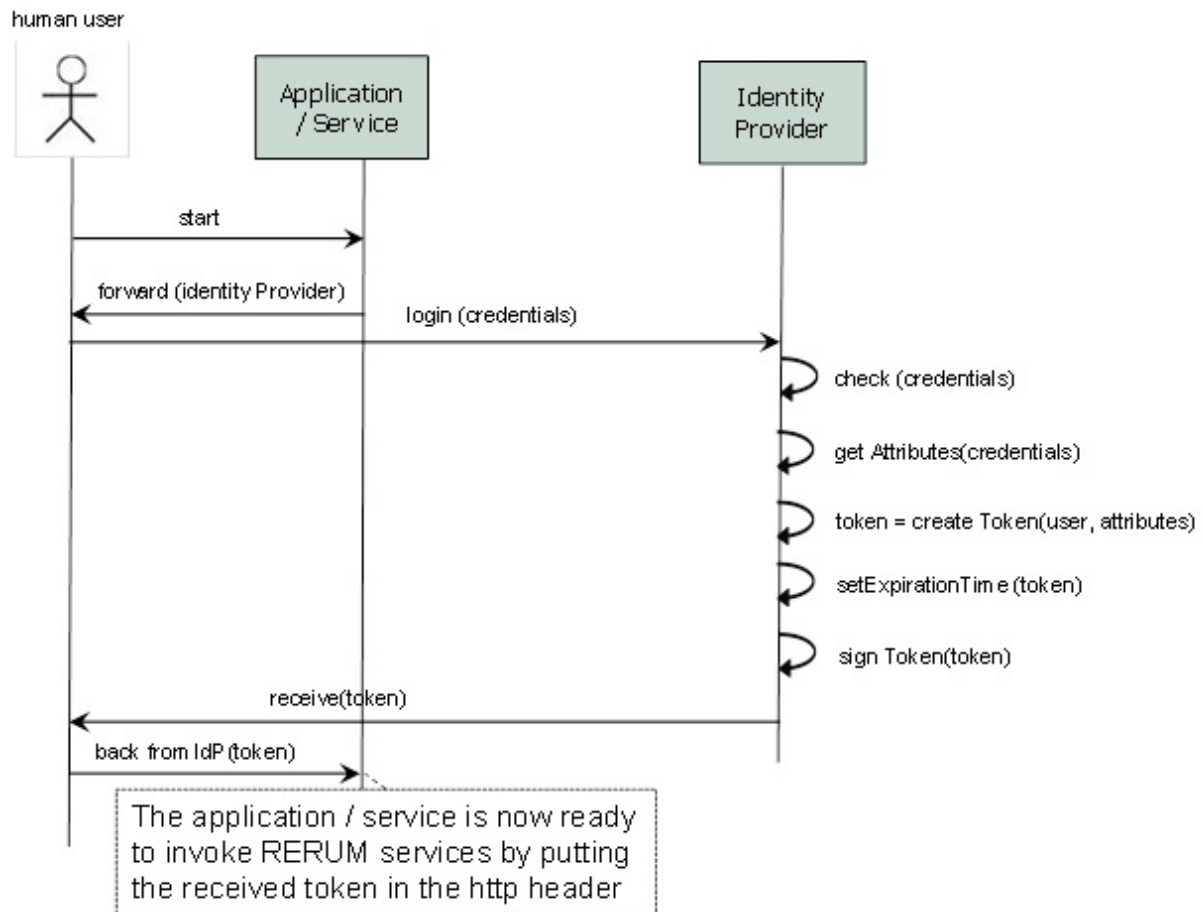 human user
Application
/ Service
Identity
Provider
start
forward (identity Provider)
login (credentials)
check (credentials)
get Attributes(credentials)
token = create Token(user, attributes)
setExpirationTime (token)
sign Token(token)
receive(token)
back from IdP(token)
The application / service is now ready
to invoke RERUM services by putting
the received token in the http header